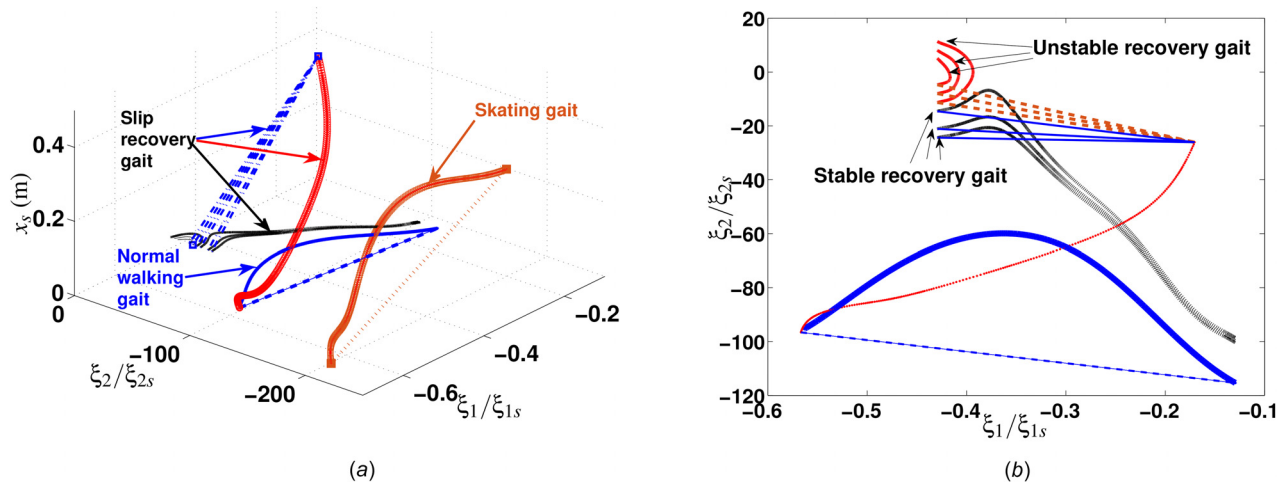 Slip
recovery
gait
Skating gait
Normal
walking
gait
x_s (m)
0.4
0.2
0
0
−100
−200
ξ2/ξ2s
−0.2
−0.4
−0.6
ξ1/ξ1s
(a)
20
0
−20
−40
−60
−80
−100
−120
ξ2/ξ2s
Unstable recovery gait
Stable recovery gait
−0.6
−0.5
−0.4
−0.3
−0.2
−0.1
ξ1/ξ1s
(b)